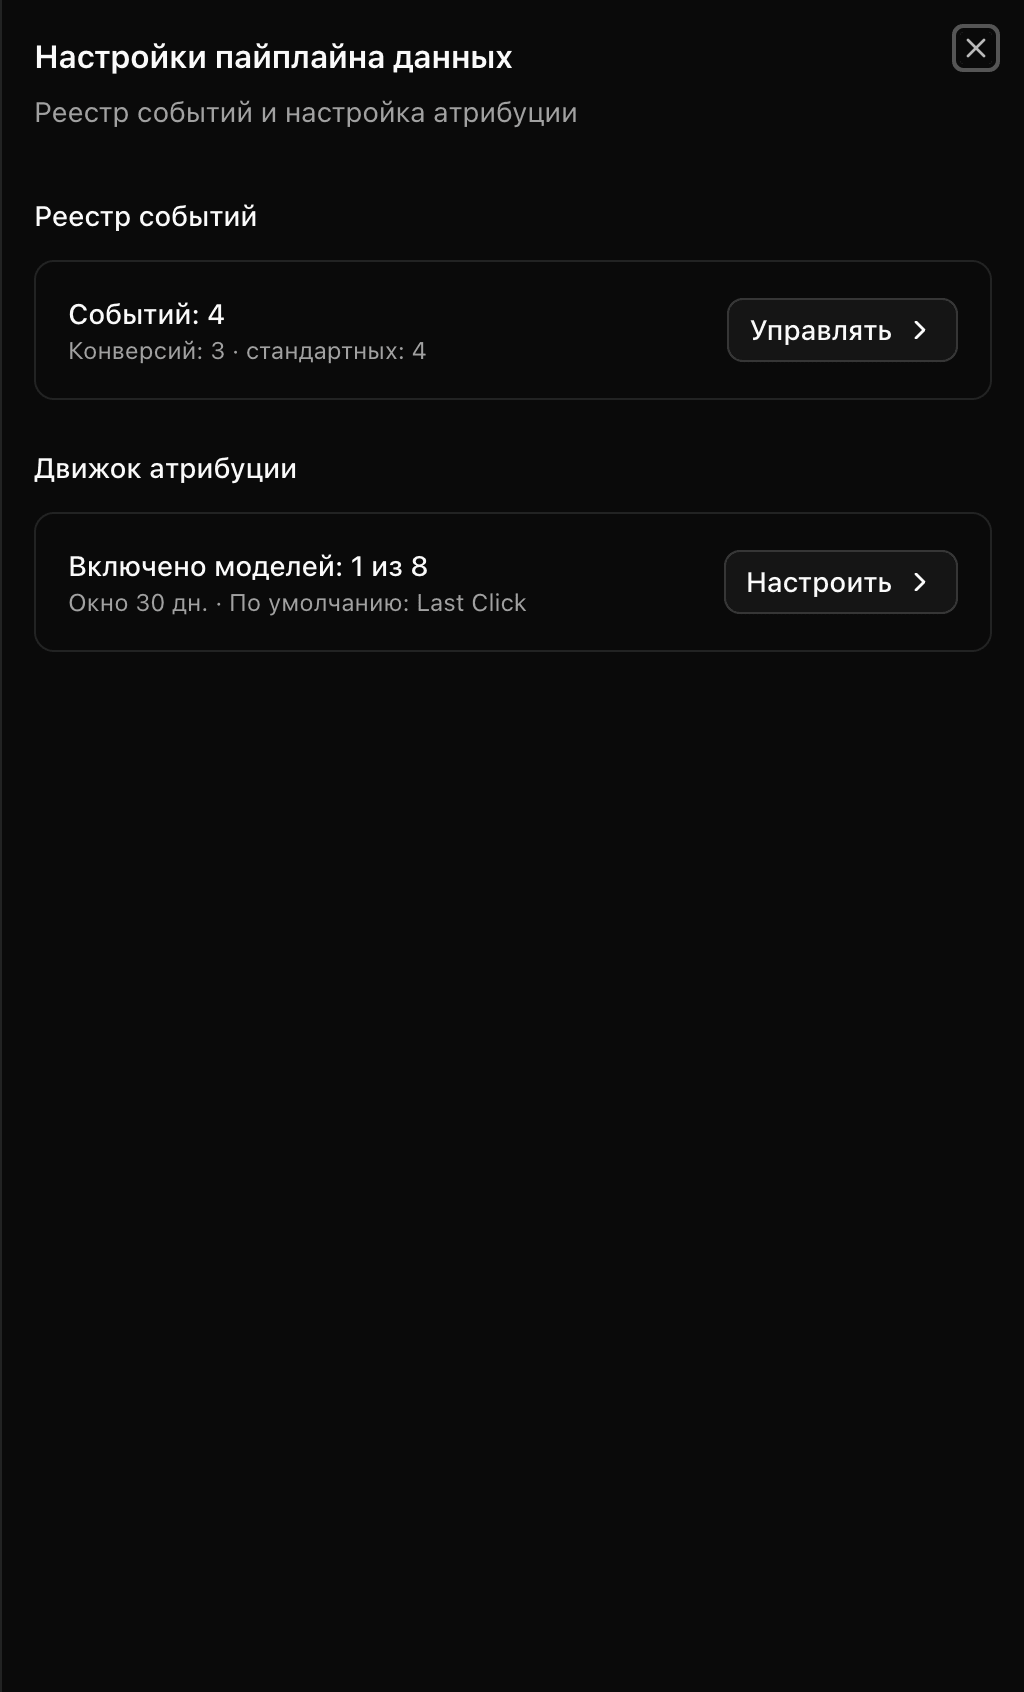 Настройки пайплайна данных
Реестр событий и настройка атрибуции
Реестр событий
Событий: 4
Конверсий: 3 · стандартных: 4
Управлять
Движок атрибуции
Включено моделей: 1 из 8
Окно 30 дн. · По умолчанию: Last Click
Настроить